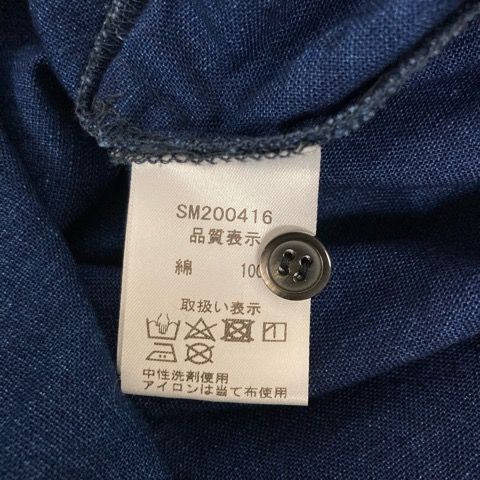 SM200416
品質表示
綿 100
取扱い表示
中性洗剤使用
アイロンは当て布使用